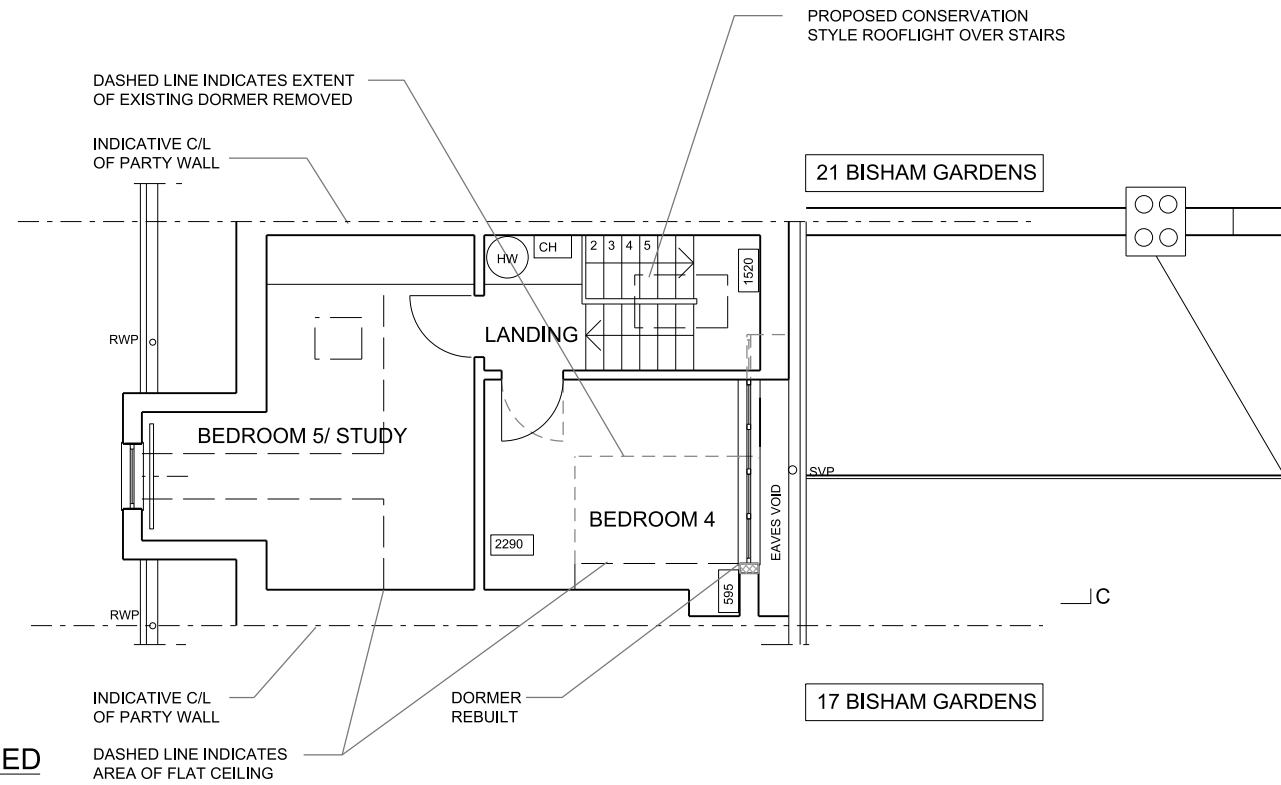 PROPOSED CONSERVATION
STYLE ROOFLIGHT OVER STAIRS
DASHED LINE INDICATES EXTENT
OF EXISTING DORMER REMOVED
INDICATIVE C/L
OF PARTY WALL
21 BISHAM GARDENS
HW
CH
2 3 4 5
1520
LANDING
RWP
BEDROOM 5/ STUDY
SVP
BEDROOM 4
EAVES VOID
2290
595
C
RWP
INDICATIVE C/L
OF PARTY WALL
DORMER
REBUILT
17 BISHAM GARDENS
ED
DASHED LINE INDICATES
AREA OF FLAT CEILING